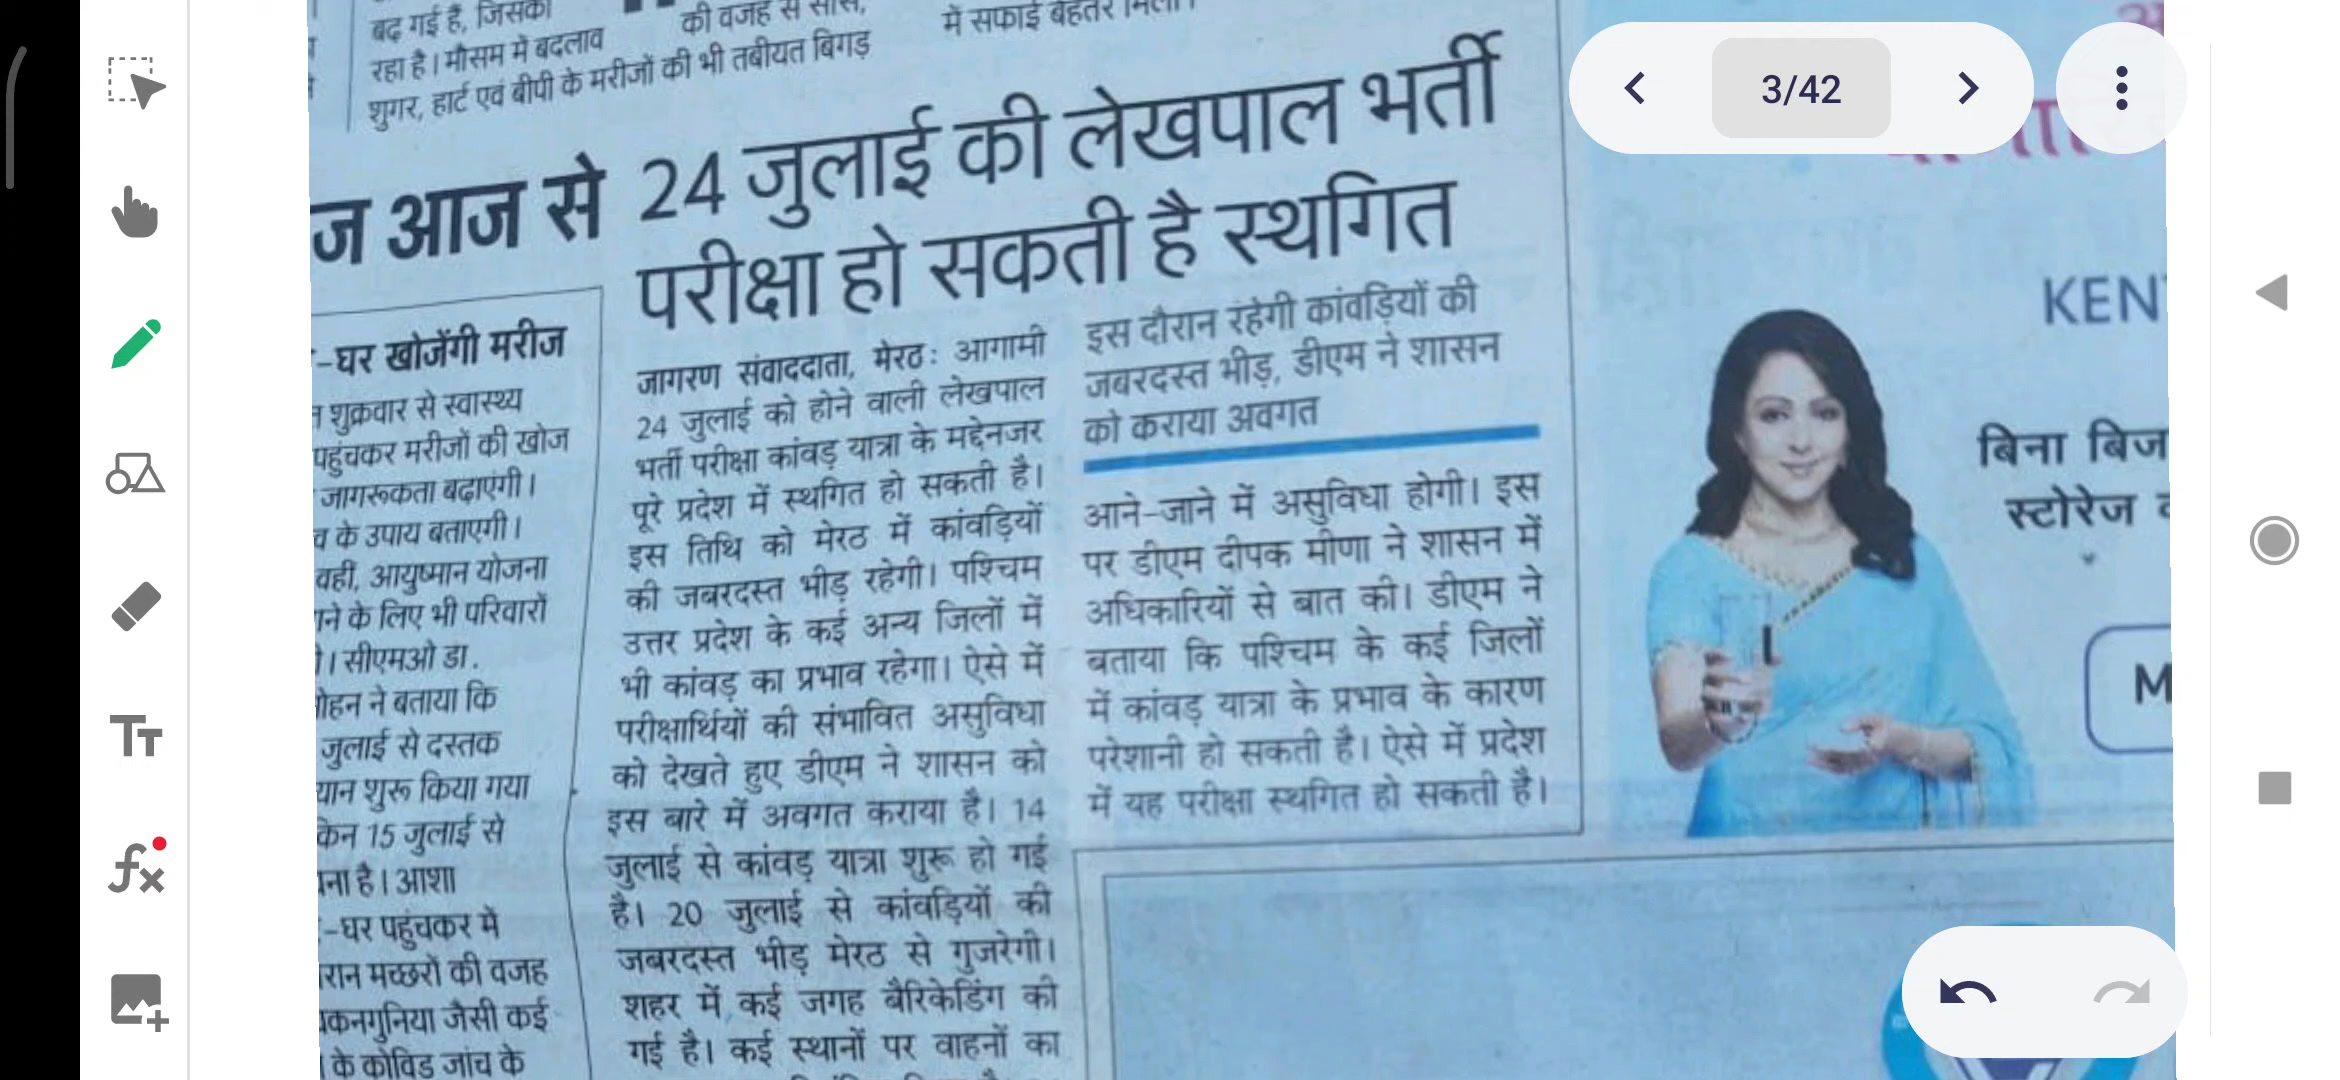 बढ़ गई है, जिसका
रहा है। मौसम में बदलाव
की वजह से सांस,
शुगर, हार्ट एवं बीपी के मरीजों की भी तबीयत बिगड़
में सफाई बेहतर मिली।
ज आज से
-घर खोजेंगी मरीज
शुक्रवार से स्वास्थ्य
पहुंचकर मरीजों की खोज
जागरूकता बढ़ाएंगी।
के उपाय बताएगी।
वहीं, आयुष्मान योजना
के लिए भी परिवारों
। सीएमओ डा.
ने बताया कि
जुलाई से दस्तक
शुरू किया गया
15 जुलाई से
है। आशा
-घर पहुंचकर में
मच्छरों की वजह
जैसी कई
के कोविड जांच के
24 जुलाई की लेखपाल भर्ती
परीक्षा हो सकती है स्थगित
जागरण संवाददाता, मेरठ: आगामी
24 जुलाई को होने वाली लेखपाल
भर्ती परीक्षा कांवड़ यात्रा के मद्देनजर
पूरे प्रदेश में स्थगित हो सकती है।
इस तिथि को मेरठ में कांवड़ियों
की जबरदस्त भीड़ रहेगी। पश्चिम
उत्तर प्रदेश के कई अन्य जिलों में
भी कांवड़ का प्रभाव रहेगा। ऐसे में
परीक्षार्थियों की संभावित असुविधा
को देखते हुए डीएम ने शासन को
इस बारे में अवगत कराया है। 14
जुलाई से कांवड़ यात्रा शुरू हो गई
है। 20 जुलाई से कांवड़ियों की
जबरदस्त भीड़ मेरठ से गुजरेगी।
शहर में कई जगह बैरिकेडिंग की
गई है। कई स्थानों पर वाहनों का
इस दौरान रहेगी कांवड़ियों की
जबरदस्त भीड़, डीएम ने शासन
को कराया अवगत
आने-जाने में असुविधा होगी। इस
पर डीएम दीपक मीणा ने शासन में
अधिकारियों से बात की। डीएम ने
बताया कि पश्चिम के कई जिलों
में कांवड़ यात्रा के प्रभाव के कारण
परेशानी हो सकती है। ऐसे में प्रदेश
में यह परीक्षा स्थगित हो सकती है।
3/42
KEN
बिना बिज
स्टोरेज
M
Tт
fx